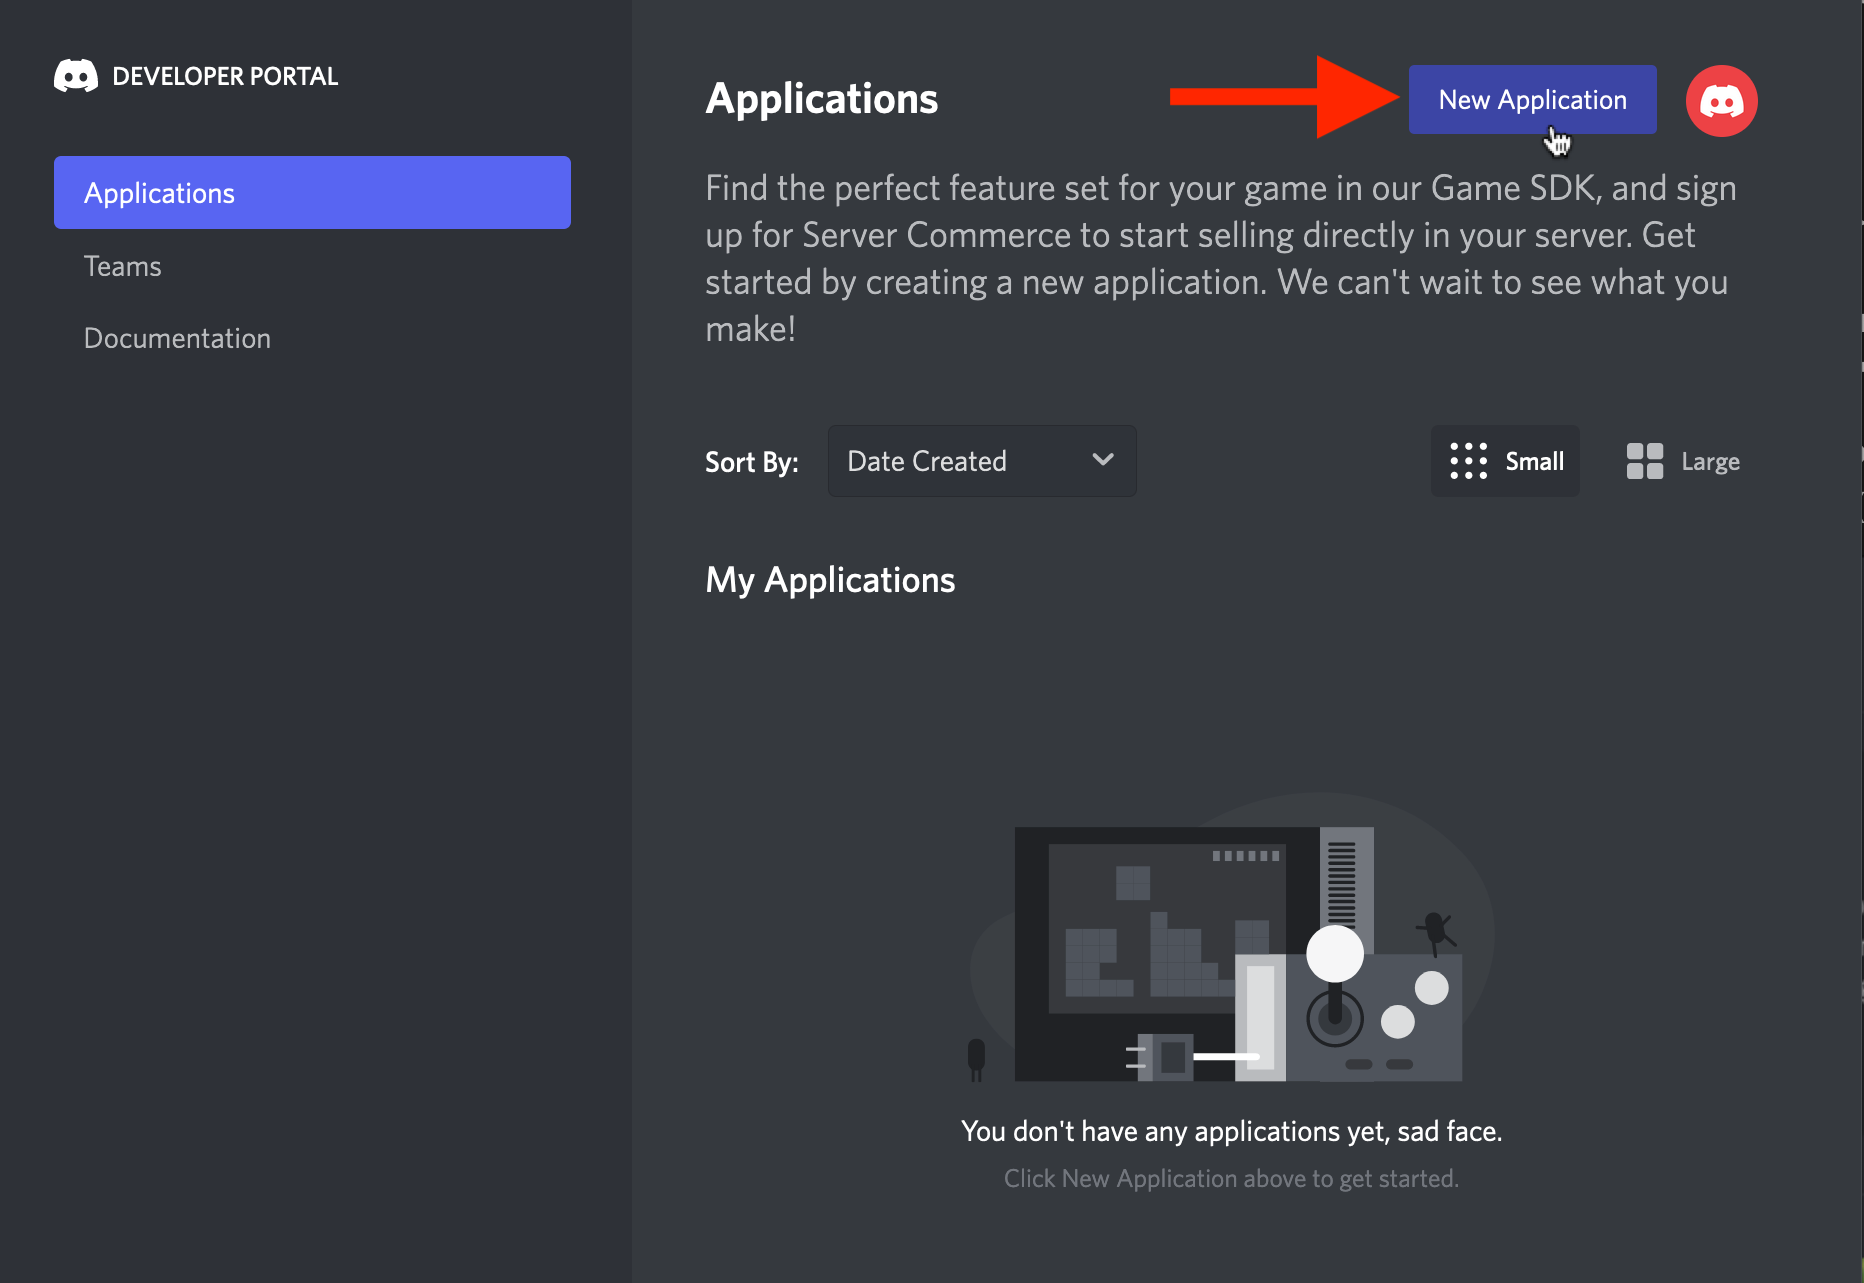 DEVELOPER PORTAL
Applications
Teams
Documentation
Applications
New Application
Find the perfect feature set for your game in our Game SDK, and sign
up for Server Commerce to start selling directly in your server. Get
started by creating a new application. We can't wait to see what you
make!
Sort By:
Date Created
Small
Large
My Applications
You don't have any applications yet, sad face.
Click New Application above to get started.